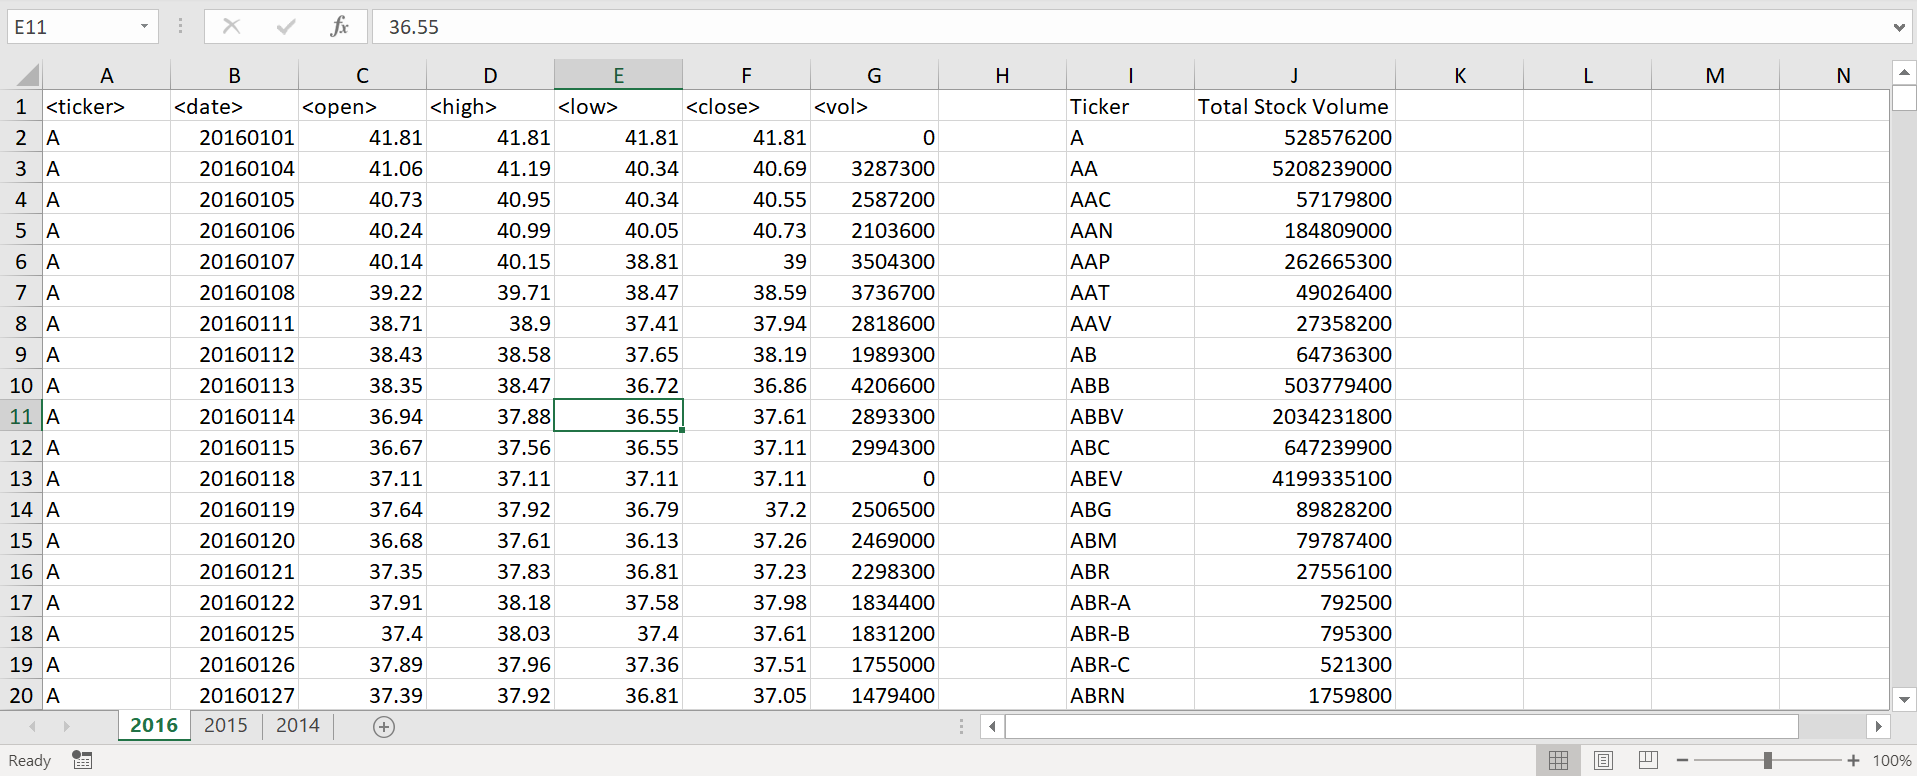 E11 fx 36.55
A B C D E F G H I J K L M N
1 <ticker> <date> <open> <high> <low> <close> <vol> Ticker Total Stock Volume
2 A 20160101 41.81 41.81 41.81 41.81 0 A 528576200
3 A 20160104 41.06 41.19 40.34 40.69 3287300 AA 5208239000
4 A 20160105 40.73 40.95 40.34 40.55 2587200 AAC 57179800
5 A 20160106 40.24 40.99 40.05 40.73 2103600 AAN 184809000
6 A 20160107 40.14 40.15 38.81 39 3504300 AAP 262665300
7 A 20160108 39.22 39.71 38.47 38.59 3736700 AAT 49026400
8 A 20160111 38.71 38.9 37.41 37.94 2818600 AAV 27358200
9 A 20160112 38.43 38.58 37.65 38.19 1989300 AB 64736300
10 A 20160113 38.35 38.47 36.72 36.86 4206600 ABB 503779400
11 A 20160114 36.94 37.88 36.55 37.61 2893300 ABBV 2034231800
12 A 20160115 36.67 37.56 36.55 37.11 2994300 ABC 647239900
13 A 20160118 37.11 37.11 37.11 37.11 0 ABEV 4199335100
14 A 20160119 37.64 37.92 36.79 37.2 2506500 ABG 89828200
15 A 20160120 36.68 37.61 36.13 37.26 2469000 ABM 79787400
16 A 20160121 37.35 37.83 36.81 37.23 2298300 ABR 27556100
17 A 20160122 37.91 38.18 37.58 37.98 1834400 ABR-A 792500
18 A 20160125 37.4 38.03 37.4 37.61 1831200 ABR-B 795300
19 A 20160126 37.89 37.96 37.36 37.51 1755000 ABR-C 521300
20 A 20160127 37.39 37.92 36.81 37.05 1479400 ABRN 1759800
2016 2015 2014
Ready 100%